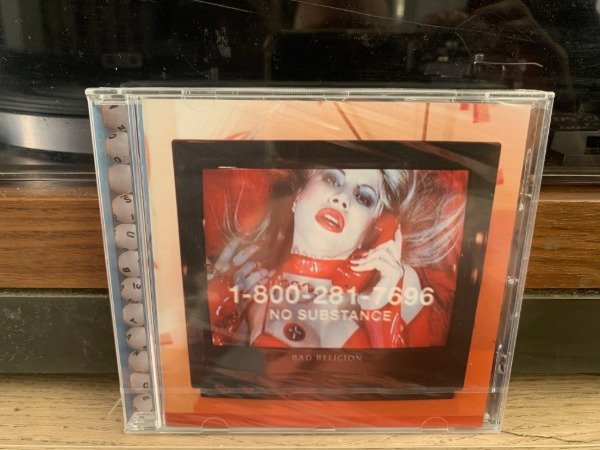 1-800-281-7696
NO SUBSTANCE
BAD RELIGION